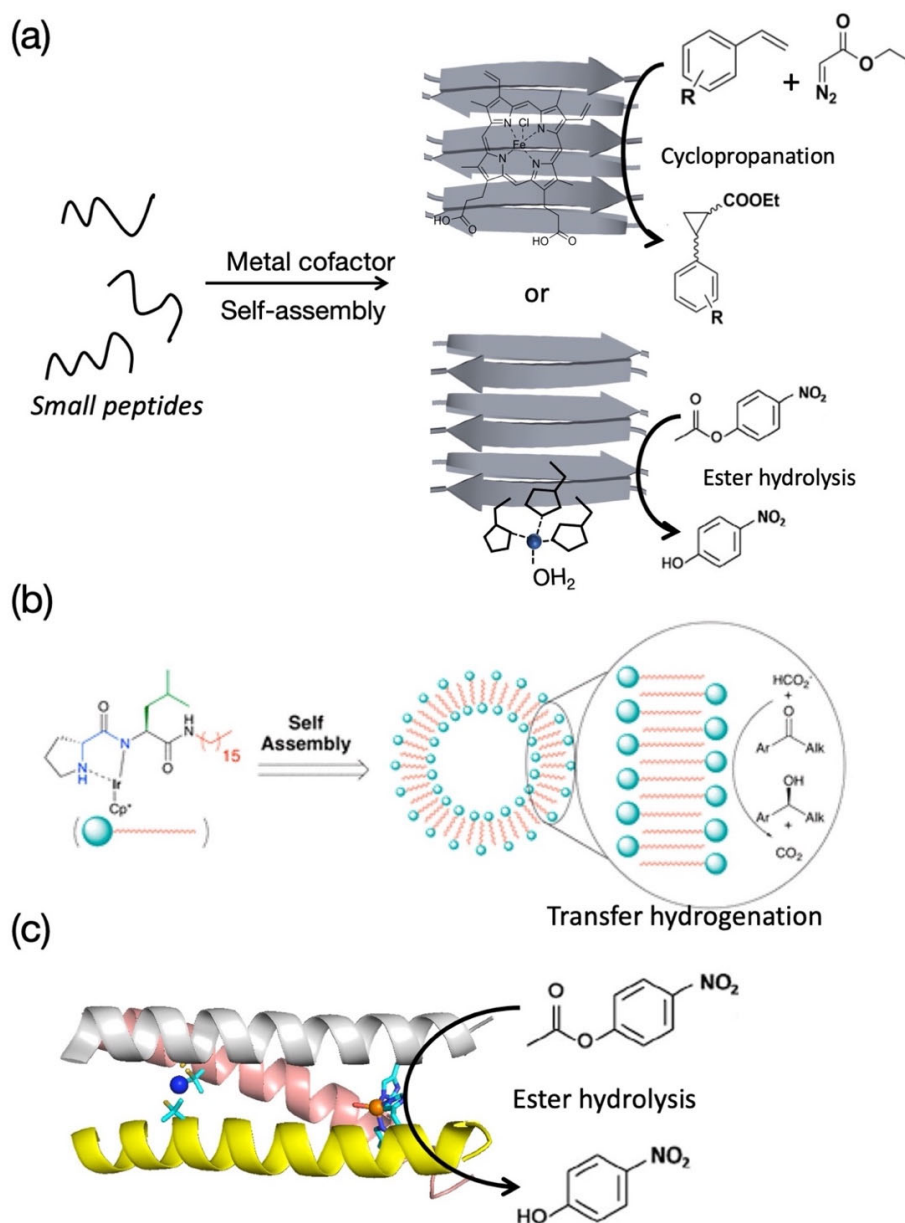 (a)
R
+
N₂
O
O
Cl
N
N
Fe
N
N
HO
O
HO
O
Cyclopropanation
COOEt
R
Metal cofactor
Self-assembly
Small peptides
or
O
O
NO₂
Ester hydrolysis
NO₂
HO
OH₂
(b)
O
N
H
N
15
N
H
O
Ir
Cp*
Self
Assembly
HCO₂⁻
+
O
Ar
Alk
OH
Ar
Alk
+
CO₂
Transfer hydrogenation
(c)
O
O
NO₂
Ester hydrolysis
NO₂
HO